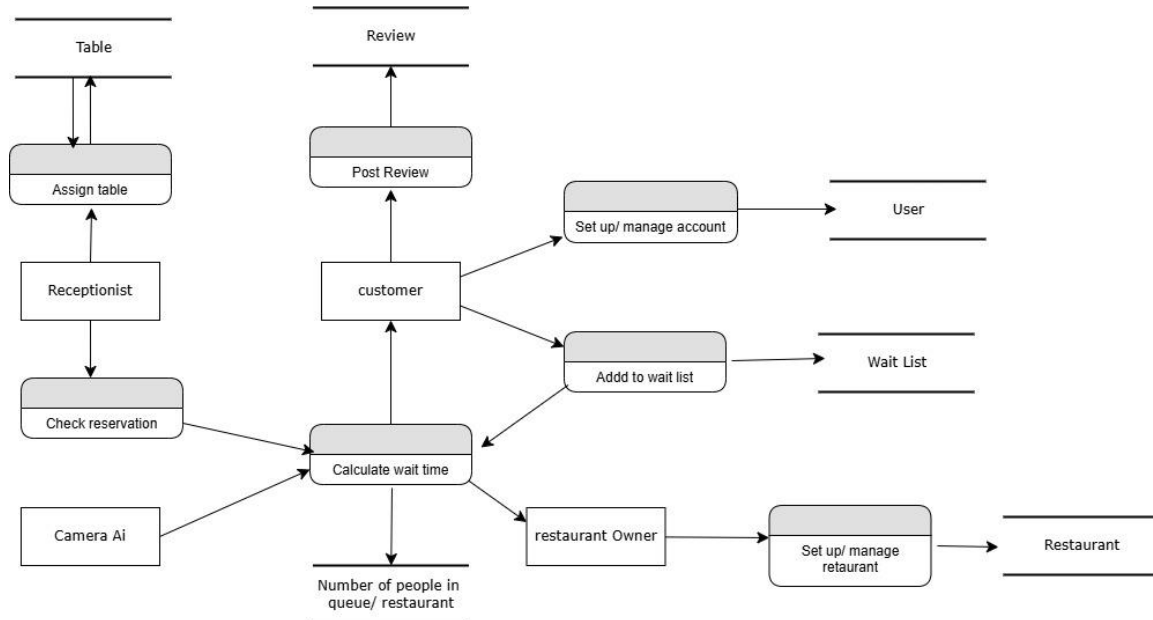 Table
Review
Assign table
Post Review
Set up/ manage account
User
Receptionist
customer
Addd to wait list
Wait List
Check reservation
Calculate wait time
Camera Ai
restaurant Owner
Set up/ manage
retaurant
Restaurant
Number of people in
queue/ restaurant